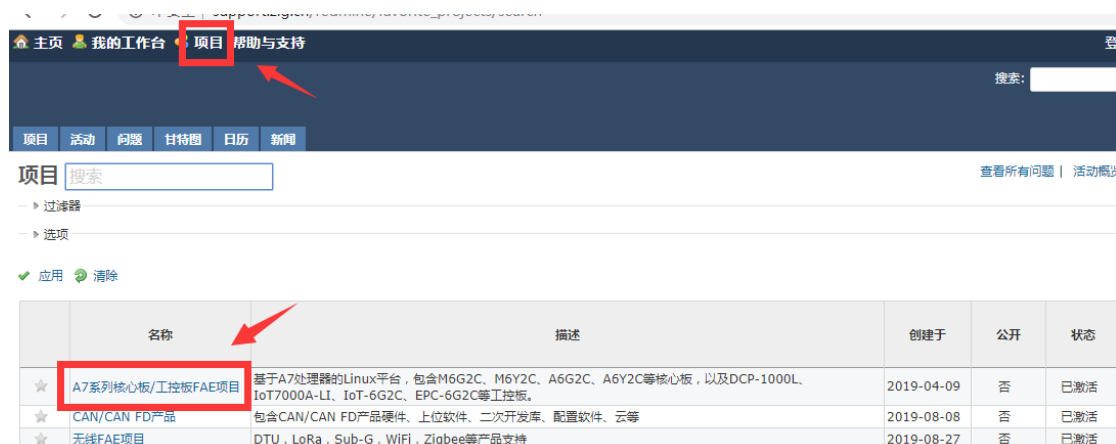 主页 我的工作台 项目 帮助与支持
搜索:
项目 活动 问题 甘特图 日历 新闻
项目 搜索 查看所有问题 | 活动概览
过滤器
选项
应用 清除
名称 描述 创建于 公开 状态
A7系列核心板/工控板FAE项目 基于A7处理器的Linux平台，包含M6G2C、M6Y2C、A6G2C、A6Y2C等核心板，以及DCP-1000L、 2019-04-09 否 已激活
IoT7000A-LI、IoT-6G2C、EPC-6G2C等工控板。
CAN/CAN FD产品 包含CAN/CAN FD产品硬件、上位软件、二次开发库、配置软件、云等 2019-08-08 否 已激活
无线FAE项目 DTU，LoRa，Sub-G，WiFi，Zigbee等产品支持 2019-08-27 否 已激活